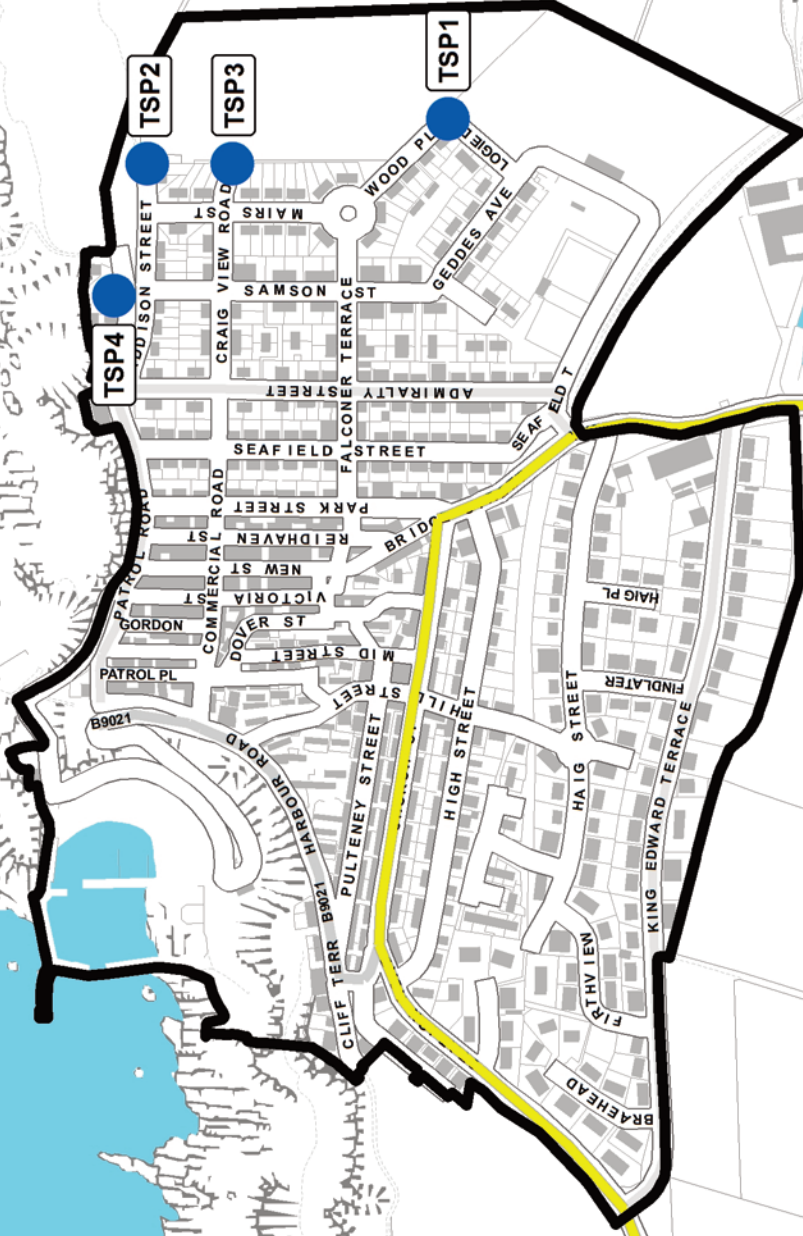 TSP1
TSP2
TSP3
WOOD PL
LOGIE
MAIRS ST
CRAIG VIEW ROAD
GEDDES AVE
SAMSON ST
TSP4
FALCONER TERRACE
ADMIRALTY STREET
SEAFIELD STREET
PARK STREET
REIDHAVEN ST
NEW ST
VICTORIA ST
COMMERCIAL ROAD
PATROL ROAD
GORDON
DOVER ST
MID STREET
PATROL PL
HAIG PL
FINDLATER
B9021
HARBOUR ROAD
HILL STREET
PULTENEY STREET
HIGH STREET
HAIG STREET
KING EDWARD TERRACE
B9021
CLIFF TERR
FIRTHVIEW
BRAEHEAD